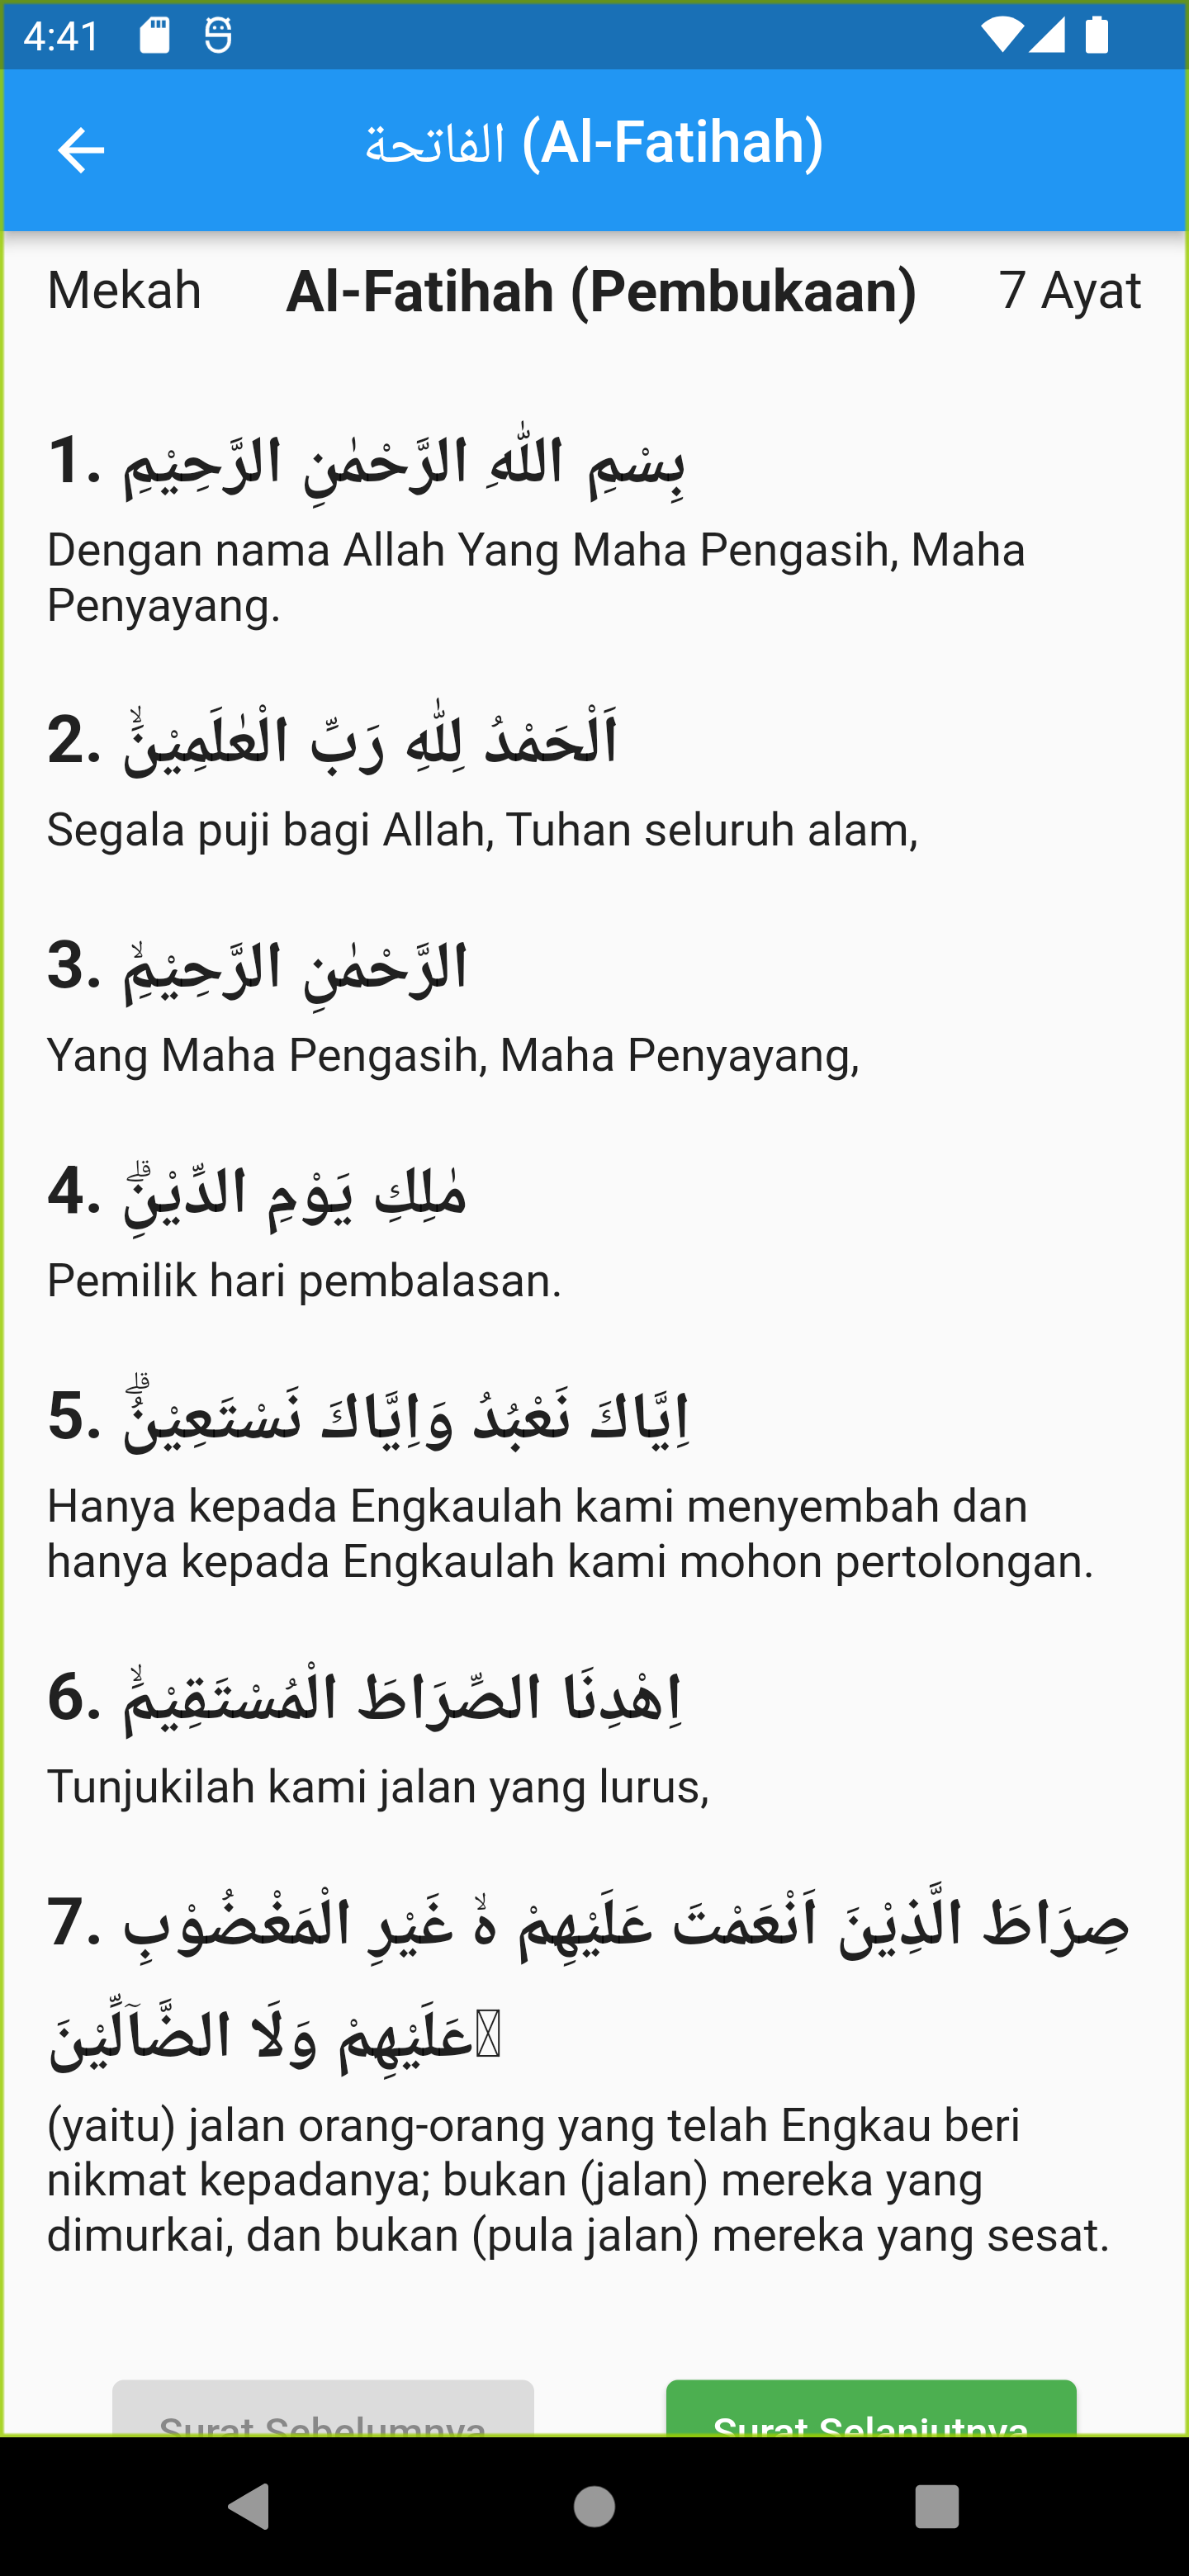 4:41
الفاتحة (Al-Fatihah)
Mekah Al-Fatihah (Pembukaan) 7 Ayat
1. بِسْمِ اللّٰهِ الرَّحْمٰنِ الرَّحِيْمِ
Dengan nama Allah Yang Maha Pengasih, Maha
Penyayang.
2. اَلْحَمْدُ لِلّٰهِ رَبِّ الْعٰلَمِيْنَۙ
Segala puji bagi Allah, Tuhan seluruh alam,
3. الرَّحْمٰنِ الرَّحِيْمِۙ
Yang Maha Pengasih, Maha Penyayang,
4. مٰلِكِ يَوْمِ الدِّيْنِۗ
Pemilik hari pembalasan.
5. اِيَّاكَ نَعْبُدُ وَاِيَّاكَ نَسْتَعِيْنُۗ
Hanya kepada Engkaulah kami menyembah dan
hanya kepada Engkaulah kami mohon pertolongan.
6. اِهْدِنَا الصِّرَاطَ الْمُسْتَقِيْمَۙ
Tunjukilah kami jalan yang lurus,
7. صِرَاطَ الَّذِيْنَ اَنْعَمْتَ عَلَيْهِمْ ەۙ غَيْرِ الْمَغْضُوْبِ
عَلَيْهِمْ وَلَا الضَّاۤلِّيْنَ
(yaitu) jalan orang-orang yang telah Engkau beri
nikmat kepadanya; bukan (jalan) mereka yang
dimurkai, dan bukan (pula jalan) mereka yang sesat.
Surat Sebelumnya Surat Selanjutnya